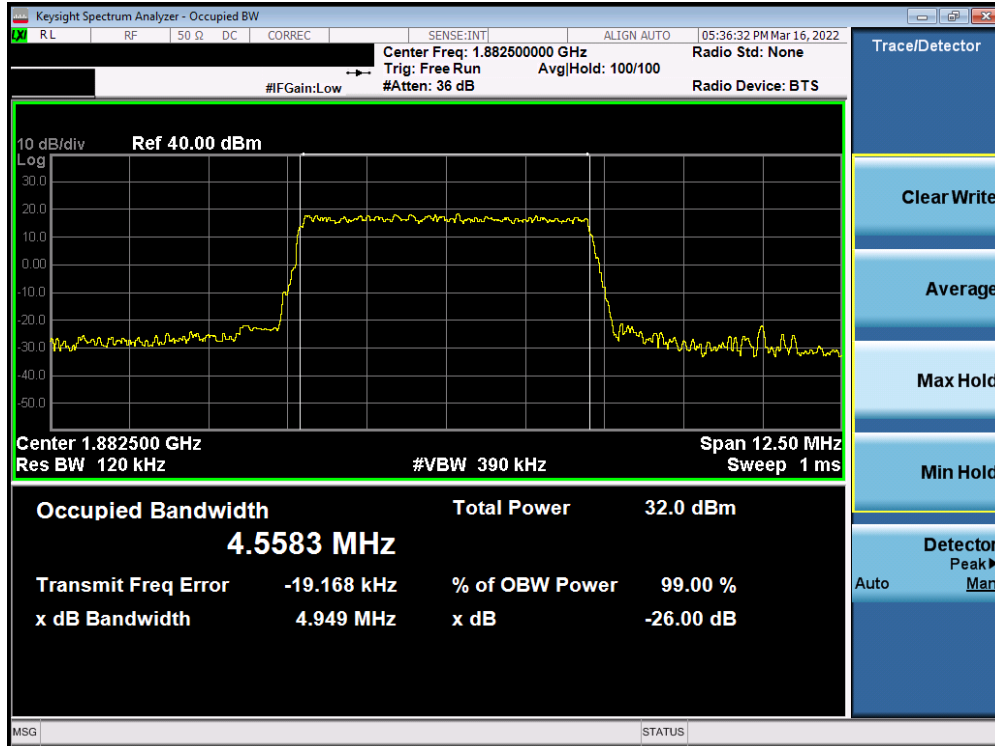 Keysight Spectrum Analyzer - Occupied BW
LXI RL RF 50 Ω DC CORREC SENSE:INT ALIGN AUTO 05:36:32 PM Mar 16, 2022
Center Freq: 1.882500000 GHz Radio Std: None
Trig: Free Run Avg|Hold: 100/100
#IFGain:Low #Atten: 36 dB Radio Device: BTS
10 dB/div Ref 40.00 dBm
Log
30.0
20.0
10.0
0.00
-10.0
-20.0
-30.0
-40.0
-50.0
Center 1.882500 GHz Span 12.50 MHz
Res BW 120 kHz #VBW 390 kHz Sweep 1 ms
Occupied Bandwidth Total Power 32.0 dBm
4.5583 MHz
Transmit Freq Error -19.168 kHz % of OBW Power 99.00 %
x dB Bandwidth 4.949 MHz x dB -26.00 dB
MSG STATUS
Trace/Detector
Clear Write
Average
Max Hold
Min Hold
Detector
Peak
Auto Man